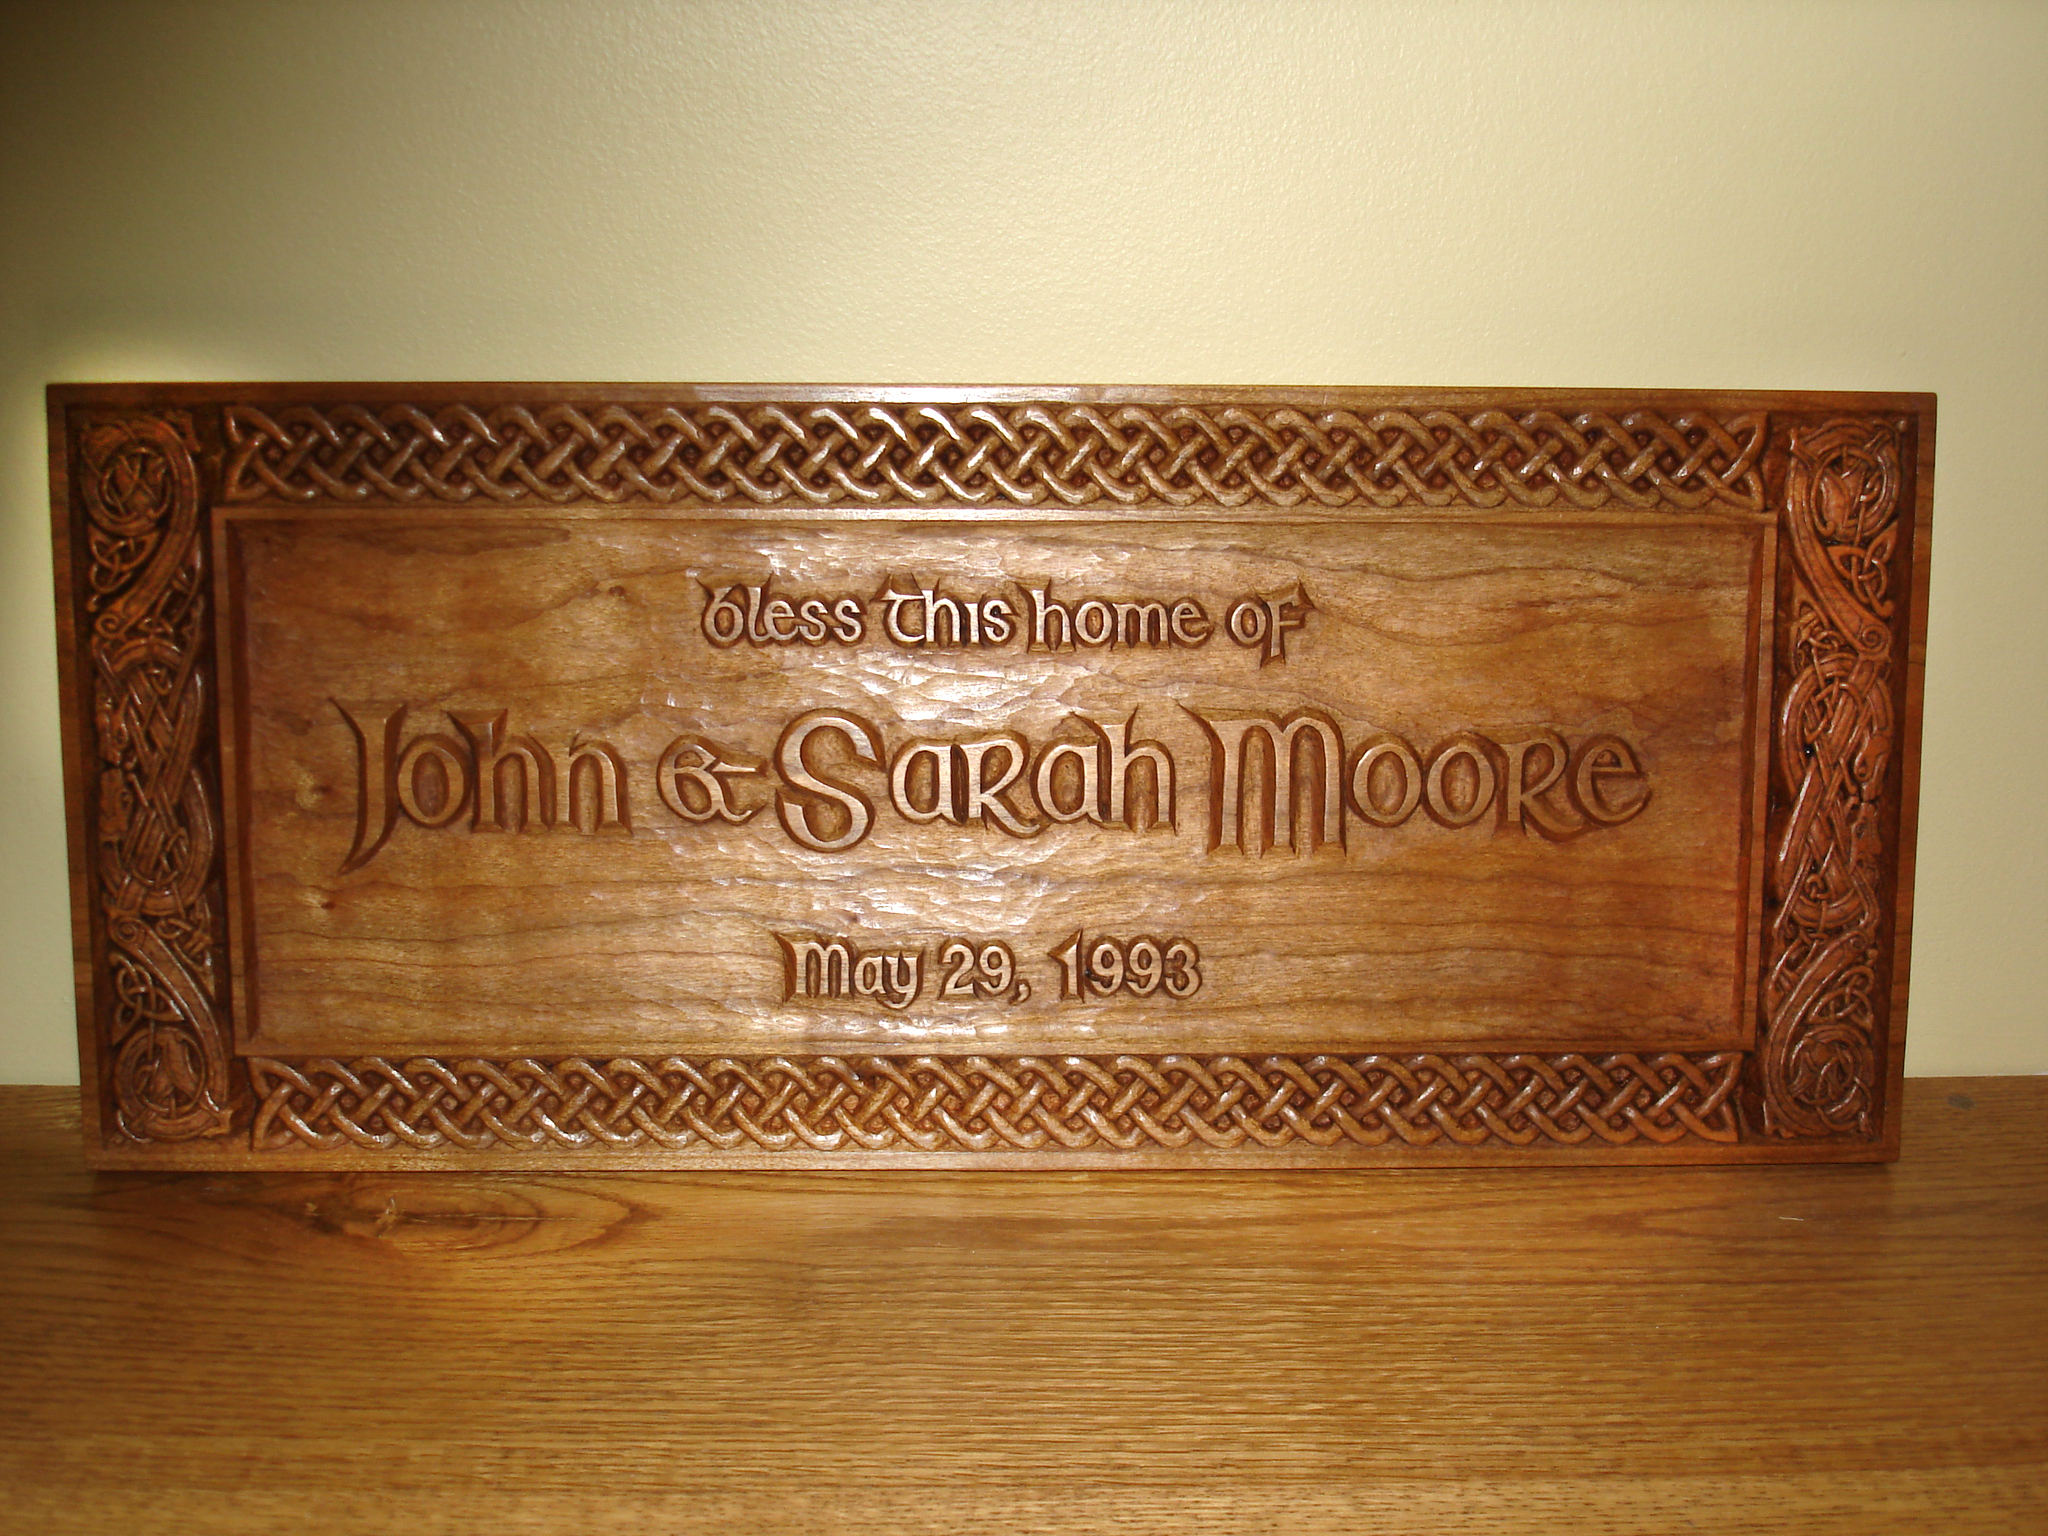 bless this home of
John & Sarah Moore
May 29, 1993